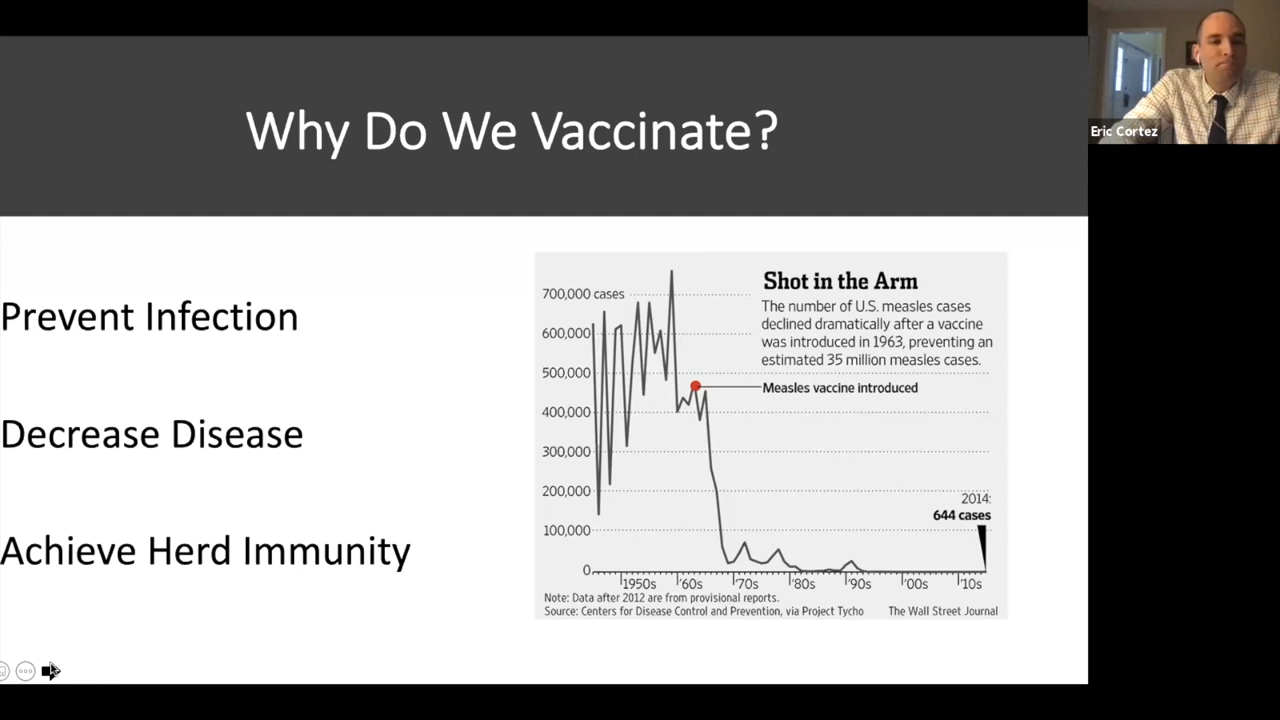 Why Do We Vaccinate?
Eric Cortez
Prevent Infection
Decrease Disease
Achieve Herd Immunity
Shot in the Arm
The number of U.S. measles cases
declined dramatically after a vaccine
was introduced in 1963, preventing an
estimated 35 million measles cases.
Measles vaccine introduced
700,000 cases
600,000
500,000
400,000
300,000
200,000
100,000
0
2014:
644 cases
1950s '60s '70s '80s '90s '00s '10s
Note: Data after 2012 are from provisional reports.
Source: Centers for Disease Control and Prevention, via Project Tycho The Wall Street Journal